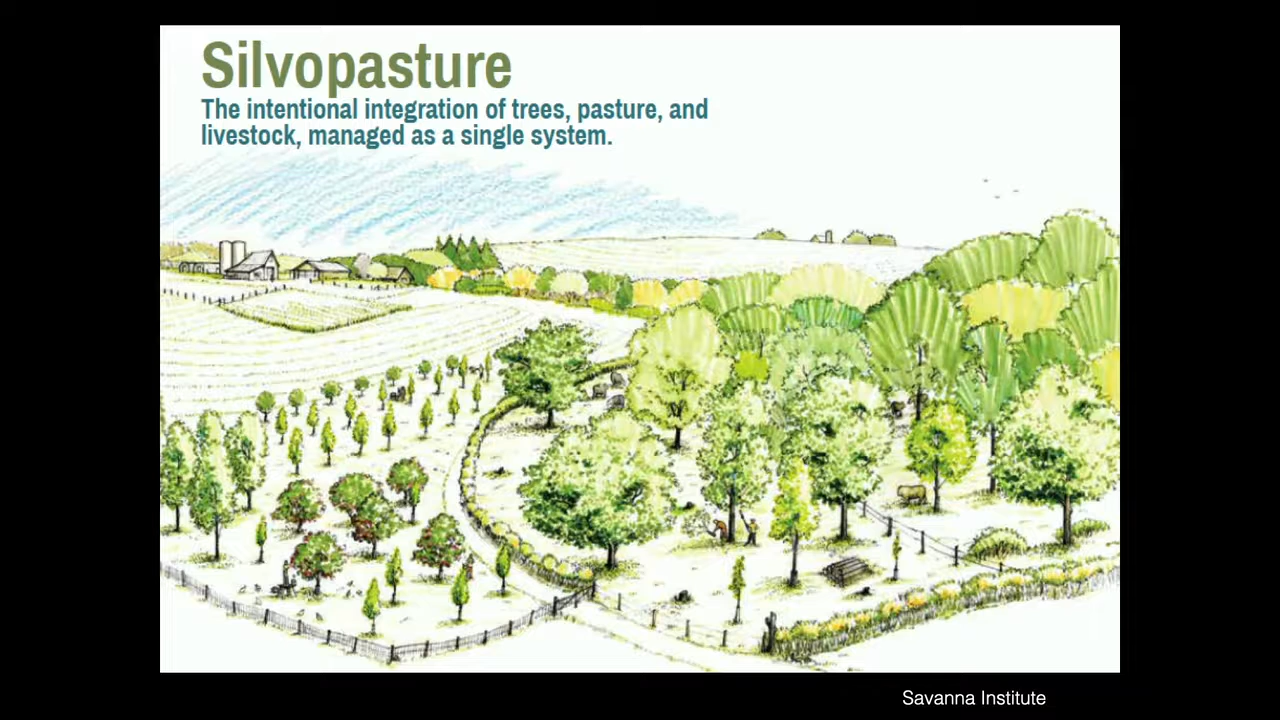 Silvopasture
The intentional integration of trees, pasture, and
livestock, managed as a single system.
Savanna Institute